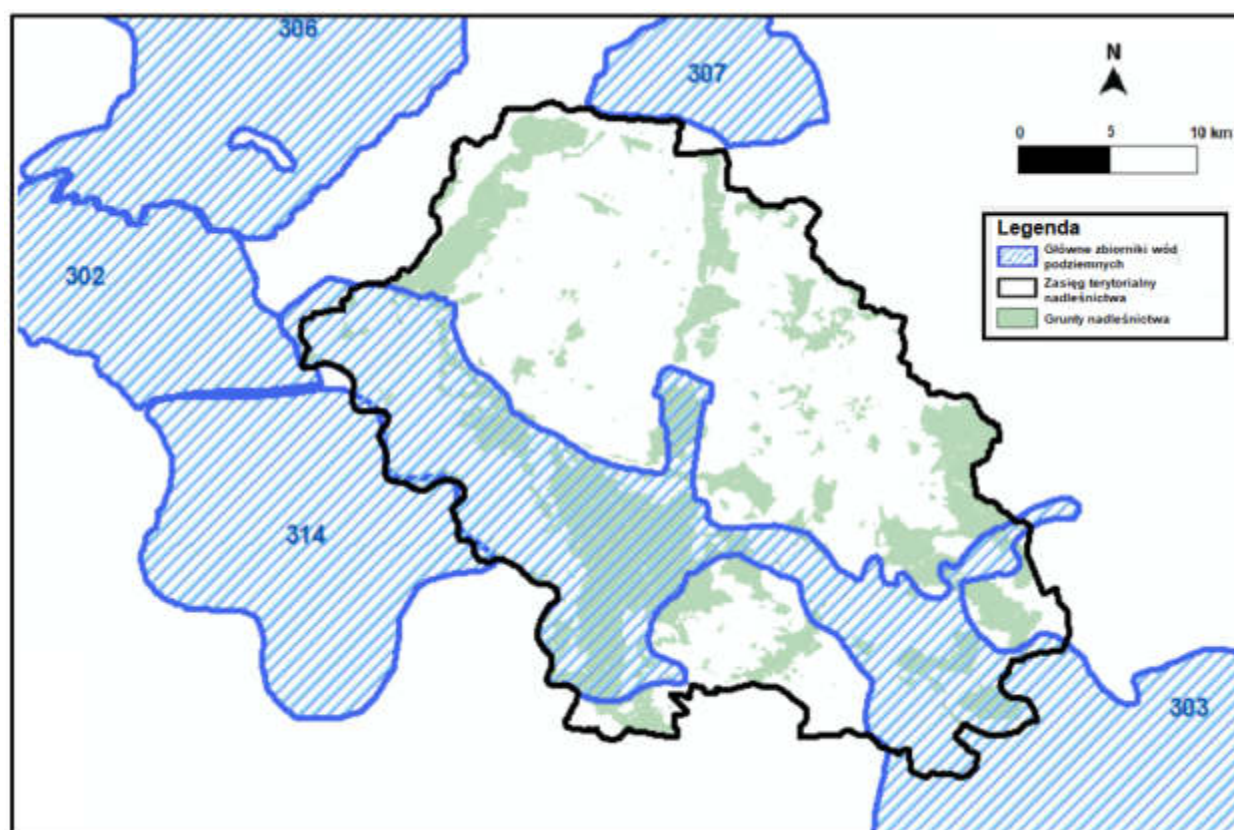 306
307
N
0 5 10 km
302
Legenda
Główne zbiorniki wód
podziemnych
Zasięg terytorialny
nadleśnictwa
Grunty nadleśnictwa
314
303